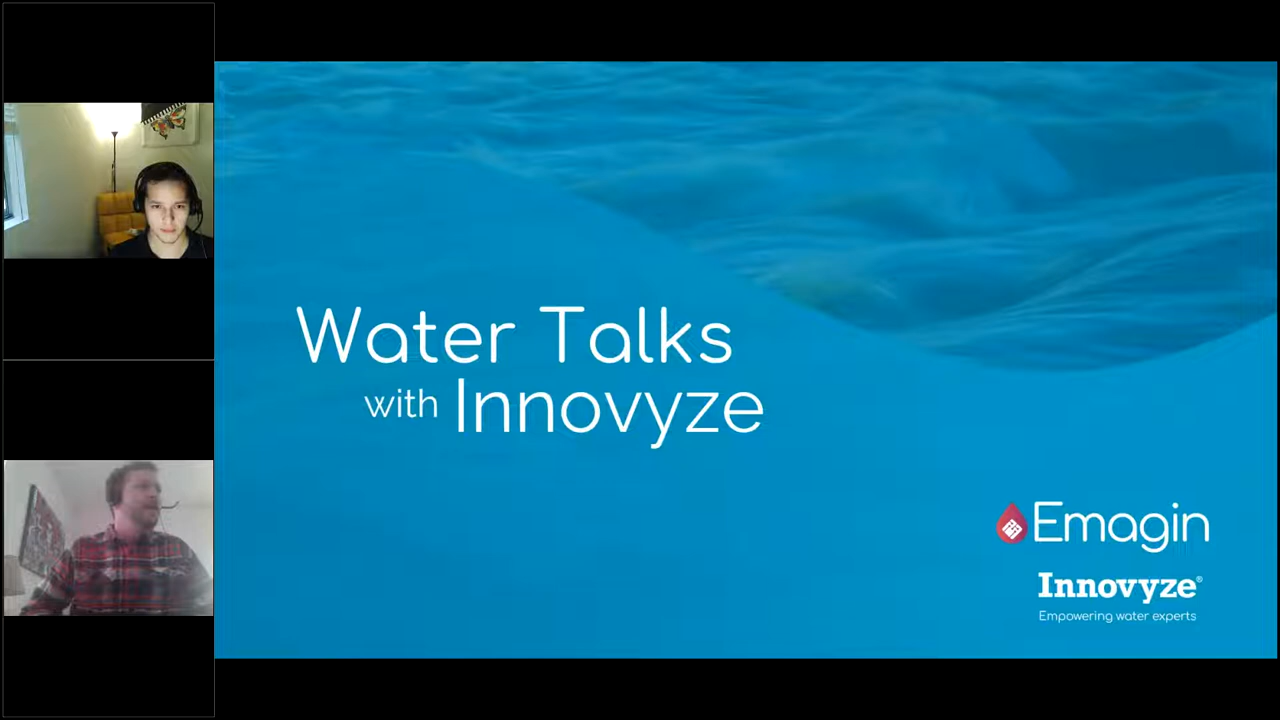 Water Talks
with Innovyze
Emagin
Innovyze®
Empowering water experts